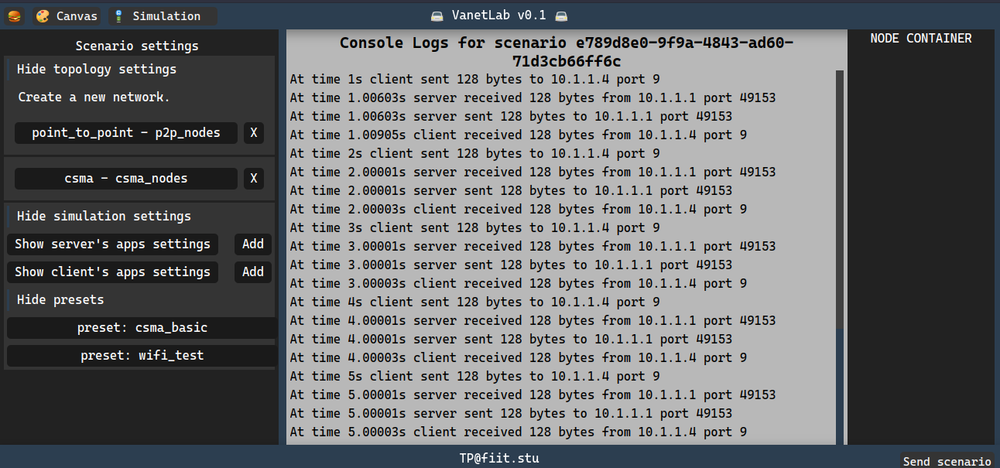 Canvas
Simulation
VanetLab v0.1
Scenario settings
Hide topology settings
Create a new network.
point_to_point - p2p_nodes X
csma - csma_nodes X
Hide simulation settings
Show server's apps settings Add
Show client's apps settings Add
Hide presets
preset: csma_basic
preset: wifi_test
Console Logs for scenario e789d8e0-9f9a-4843-ad60-
71d3cb66ff6c
At time 1s client sent 128 bytes to 10.1.1.4 port 9
At time 1.00603s server received 128 bytes from 10.1.1.1 port 49153
At time 1.00603s server sent 128 bytes to 10.1.1.1 port 49153
At time 1.00905s client received 128 bytes from 10.1.1.4 port 9
At time 2s client sent 128 bytes to 10.1.1.4 port 9
At time 2.00001s server received 128 bytes from 10.1.1.1 port 49153
At time 2.00001s server sent 128 bytes to 10.1.1.1 port 49153
At time 2.00003s client received 128 bytes from 10.1.1.4 port 9
At time 3s client sent 128 bytes to 10.1.1.4 port 9
At time 3.00001s server received 128 bytes from 10.1.1.1 port 49153
At time 3.00001s server sent 128 bytes to 10.1.1.1 port 49153
At time 3.00003s client received 128 bytes from 10.1.1.4 port 9
At time 4s client sent 128 bytes to 10.1.1.4 port 9
At time 4.00001s server received 128 bytes from 10.1.1.1 port 49153
At time 4.00001s server sent 128 bytes to 10.1.1.1 port 49153
At time 4.00003s client received 128 bytes from 10.1.1.4 port 9
At time 5s client sent 128 bytes to 10.1.1.4 port 9
At time 5.00001s server received 128 bytes from 10.1.1.1 port 49153
At time 5.00001s server sent 128 bytes to 10.1.1.1 port 49153
At time 5.00003s client received 128 bytes from 10.1.1.4 port 9
NODE CONTAINER
TP@fiit.stu
Send scenario